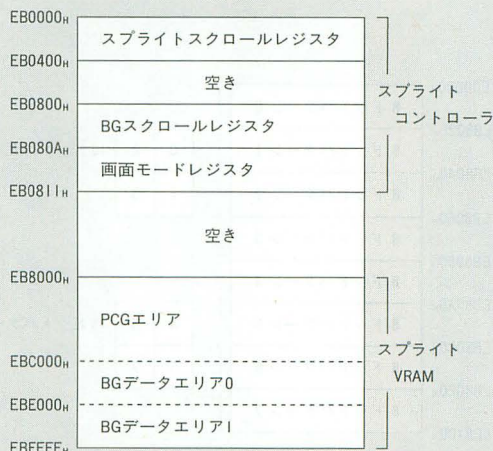 EB0000H
スプライトスクロールレジスタ
EB0400H
空き
スプライト
コントローラ
EB0800H
BGスクロールレジスタ
EB080AH
画面モードレジスタ
EB0811H
空き
EB8000H
PCGエリア
スプライト
VRAM
EBC000H
BGデータエリア0
EBE000H
BGデータエリア1
EBFFFFH